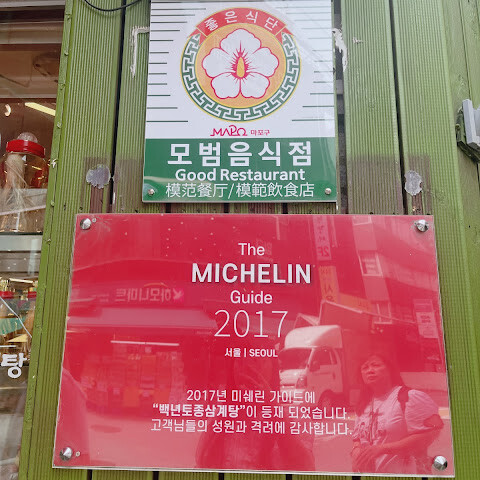 좋은식단
MAPO 마포구
모범음식점
Good Restaurant
模范餐厅/模範飲食店
The
MICHELIN
Guide
2017
서울 | SEOUL
2017년 미쉐린 가이드에
“백년토종삼계탕”이 등재 되었습니다.
고객님들의 성원과 격려에 감사합니다.
탕